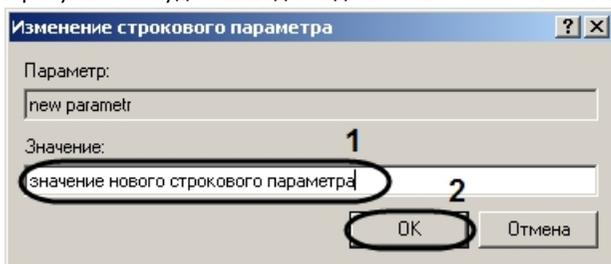 Изменение строкового параметра
? X
Параметр:
new parametr
Значение:
1
значение нового строкового параметра
2
OK
Отмена